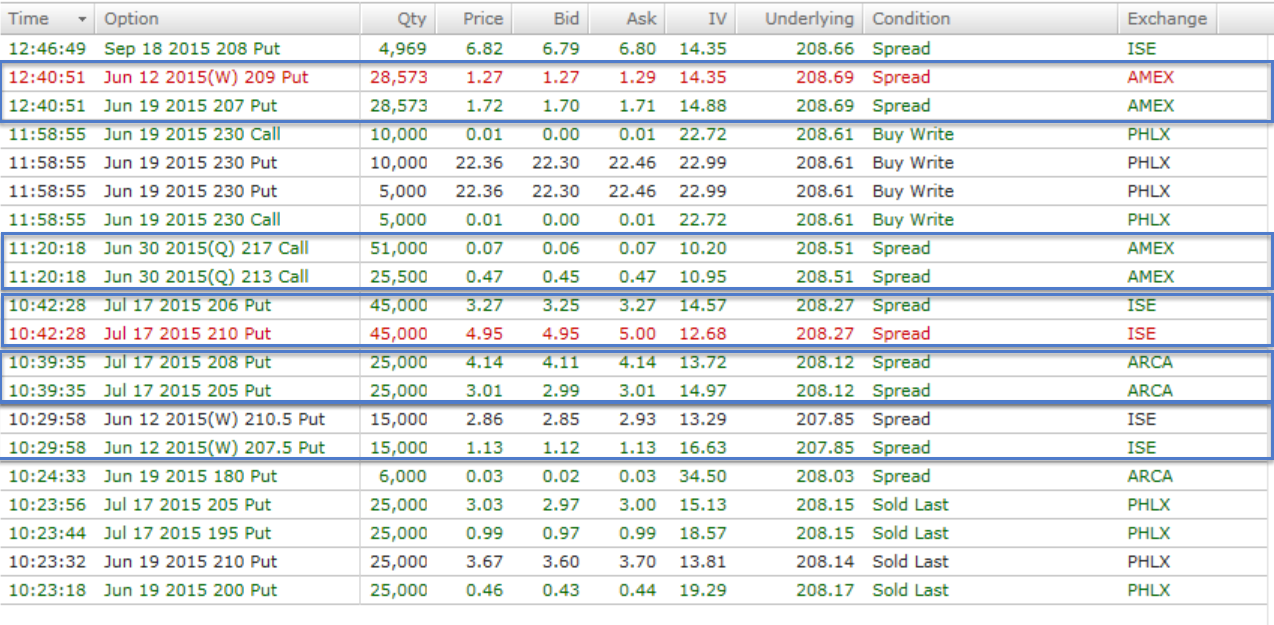 Time Option Qty Price Bid Ask IV Underlying Condition Exchange
12:46:49 Sep 18 2015 208 Put 4,969 6.82 6.79 6.80 14.35 208.66 Spread ISE
12:40:51 Jun 12 2015(W) 209 Put 28,573 1.27 1.27 1.29 14.35 208.69 Spread AMEX
12:40:51 Jun 19 2015 207 Put 28,573 1.72 1.70 1.71 14.88 208.69 Spread AMEX
11:58:55 Jun 19 2015 230 Call 10,000 0.01 0.00 0.01 22.72 208.61 Buy Write PHLX
11:58:55 Jun 19 2015 230 Put 10,000 22.36 22.30 22.46 22.99 208.61 Buy Write PHLX
11:58:55 Jun 19 2015 230 Put 5,000 22.36 22.30 22.46 22.99 208.61 Buy Write PHLX
11:58:55 Jun 19 2015 230 Call 5,000 0.01 0.00 0.01 22.72 208.61 Buy Write PHLX
11:20:18 Jun 30 2015(Q) 217 Call 51,000 0.07 0.06 0.07 10.20 208.51 Spread AMEX
11:20:18 Jun 30 2015(Q) 213 Call 25,500 0.47 0.45 0.47 10.95 208.51 Spread AMEX
10:42:28 Jul 17 2015 206 Put 45,000 3.27 3.25 3.27 14.57 208.27 Spread ISE
10:42:28 Jul 17 2015 210 Put 45,000 4.95 4.95 5.00 12.68 208.27 Spread ISE
10:39:35 Jul 17 2015 208 Put 25,000 4.14 4.11 4.14 13.72 208.12 Spread ARCA
10:39:35 Jul 17 2015 205 Put 25,000 3.01 2.99 3.01 14.97 208.12 Spread ARCA
10:29:58 Jun 12 2015(W) 210.5 Put 15,000 2.86 2.85 2.93 13.29 207.85 Spread ISE
10:29:58 Jun 12 2015(W) 207.5 Put 15,000 1.13 1.12 1.13 16.63 207.85 Spread ISE
10:24:33 Jun 19 2015 180 Put 6,000 0.03 0.02 0.03 34.50 208.03 Spread ARCA
10:23:56 Jul 17 2015 205 Put 25,000 3.03 2.97 3.00 15.13 208.15 Sold Last PHLX
10:23:44 Jul 17 2015 195 Put 25,000 0.99 0.97 0.99 18.57 208.15 Sold Last PHLX
10:23:32 Jun 19 2015 210 Put 25,000 3.67 3.60 3.70 13.81 208.14 Sold Last PHLX
10:23:18 Jun 19 2015 200 Put 25,000 0.46 0.43 0.44 19.29 208.17 Sold Last PHLX